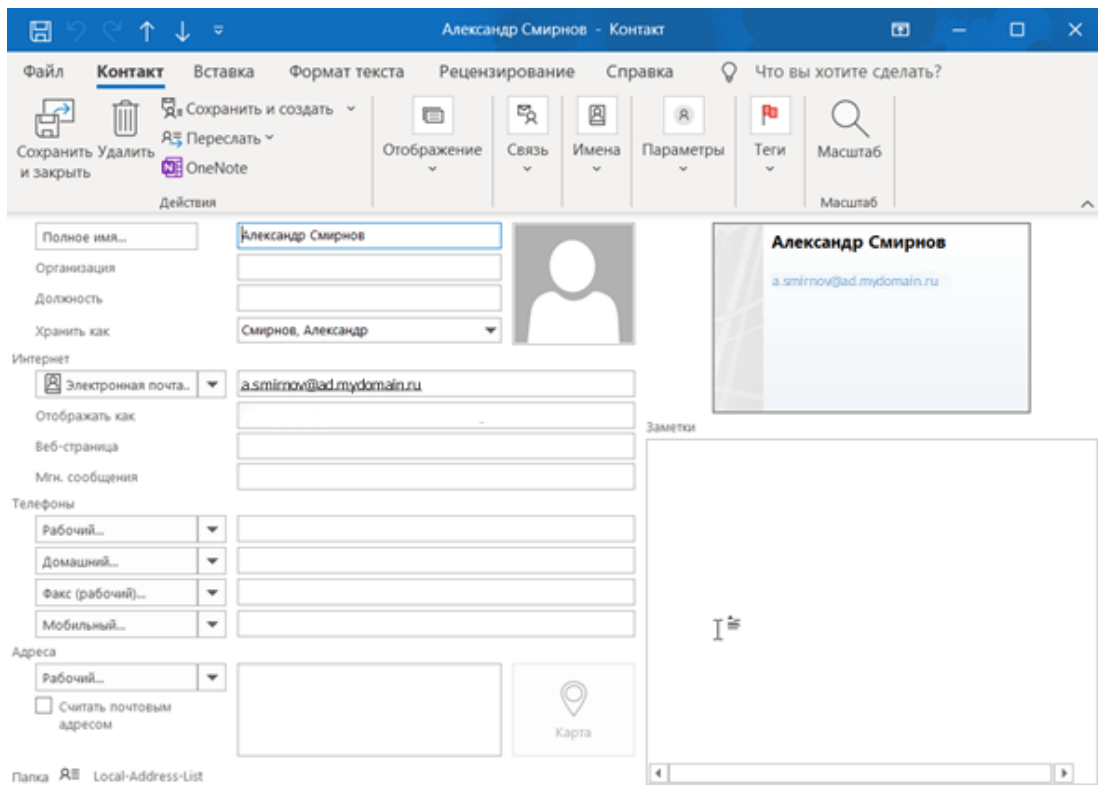 Александр Смирнов - Контакт
Файл Контакт Вставка Формат текста Рецензирование Справка Что вы хотите сделать?
Сохранить и закрыть
Удалить
Сохранить и создать
Переслать
OneNote
Действия
Отображение
Связь
Имена
Параметры
Теги
Масштаб
Масштаб
Полное имя... Александр Смирнов
Организация
Должность
Хранить как Смирнов, Александр
Интернет
Электронная почта.. a.smirnov@ad.mydomain.ru
Отображать как
Веб-страница
Мгн. сообщения
Телефоны
Рабочий...
Домашний...
Факс (рабочий)...
Мобильный...
Адреса
Рабочий...
Считать почтовым
адресом
Карта
Папка Local-Address-List
Александр Смирнов
a.smirnov@ad.mydomain.ru
Заметки